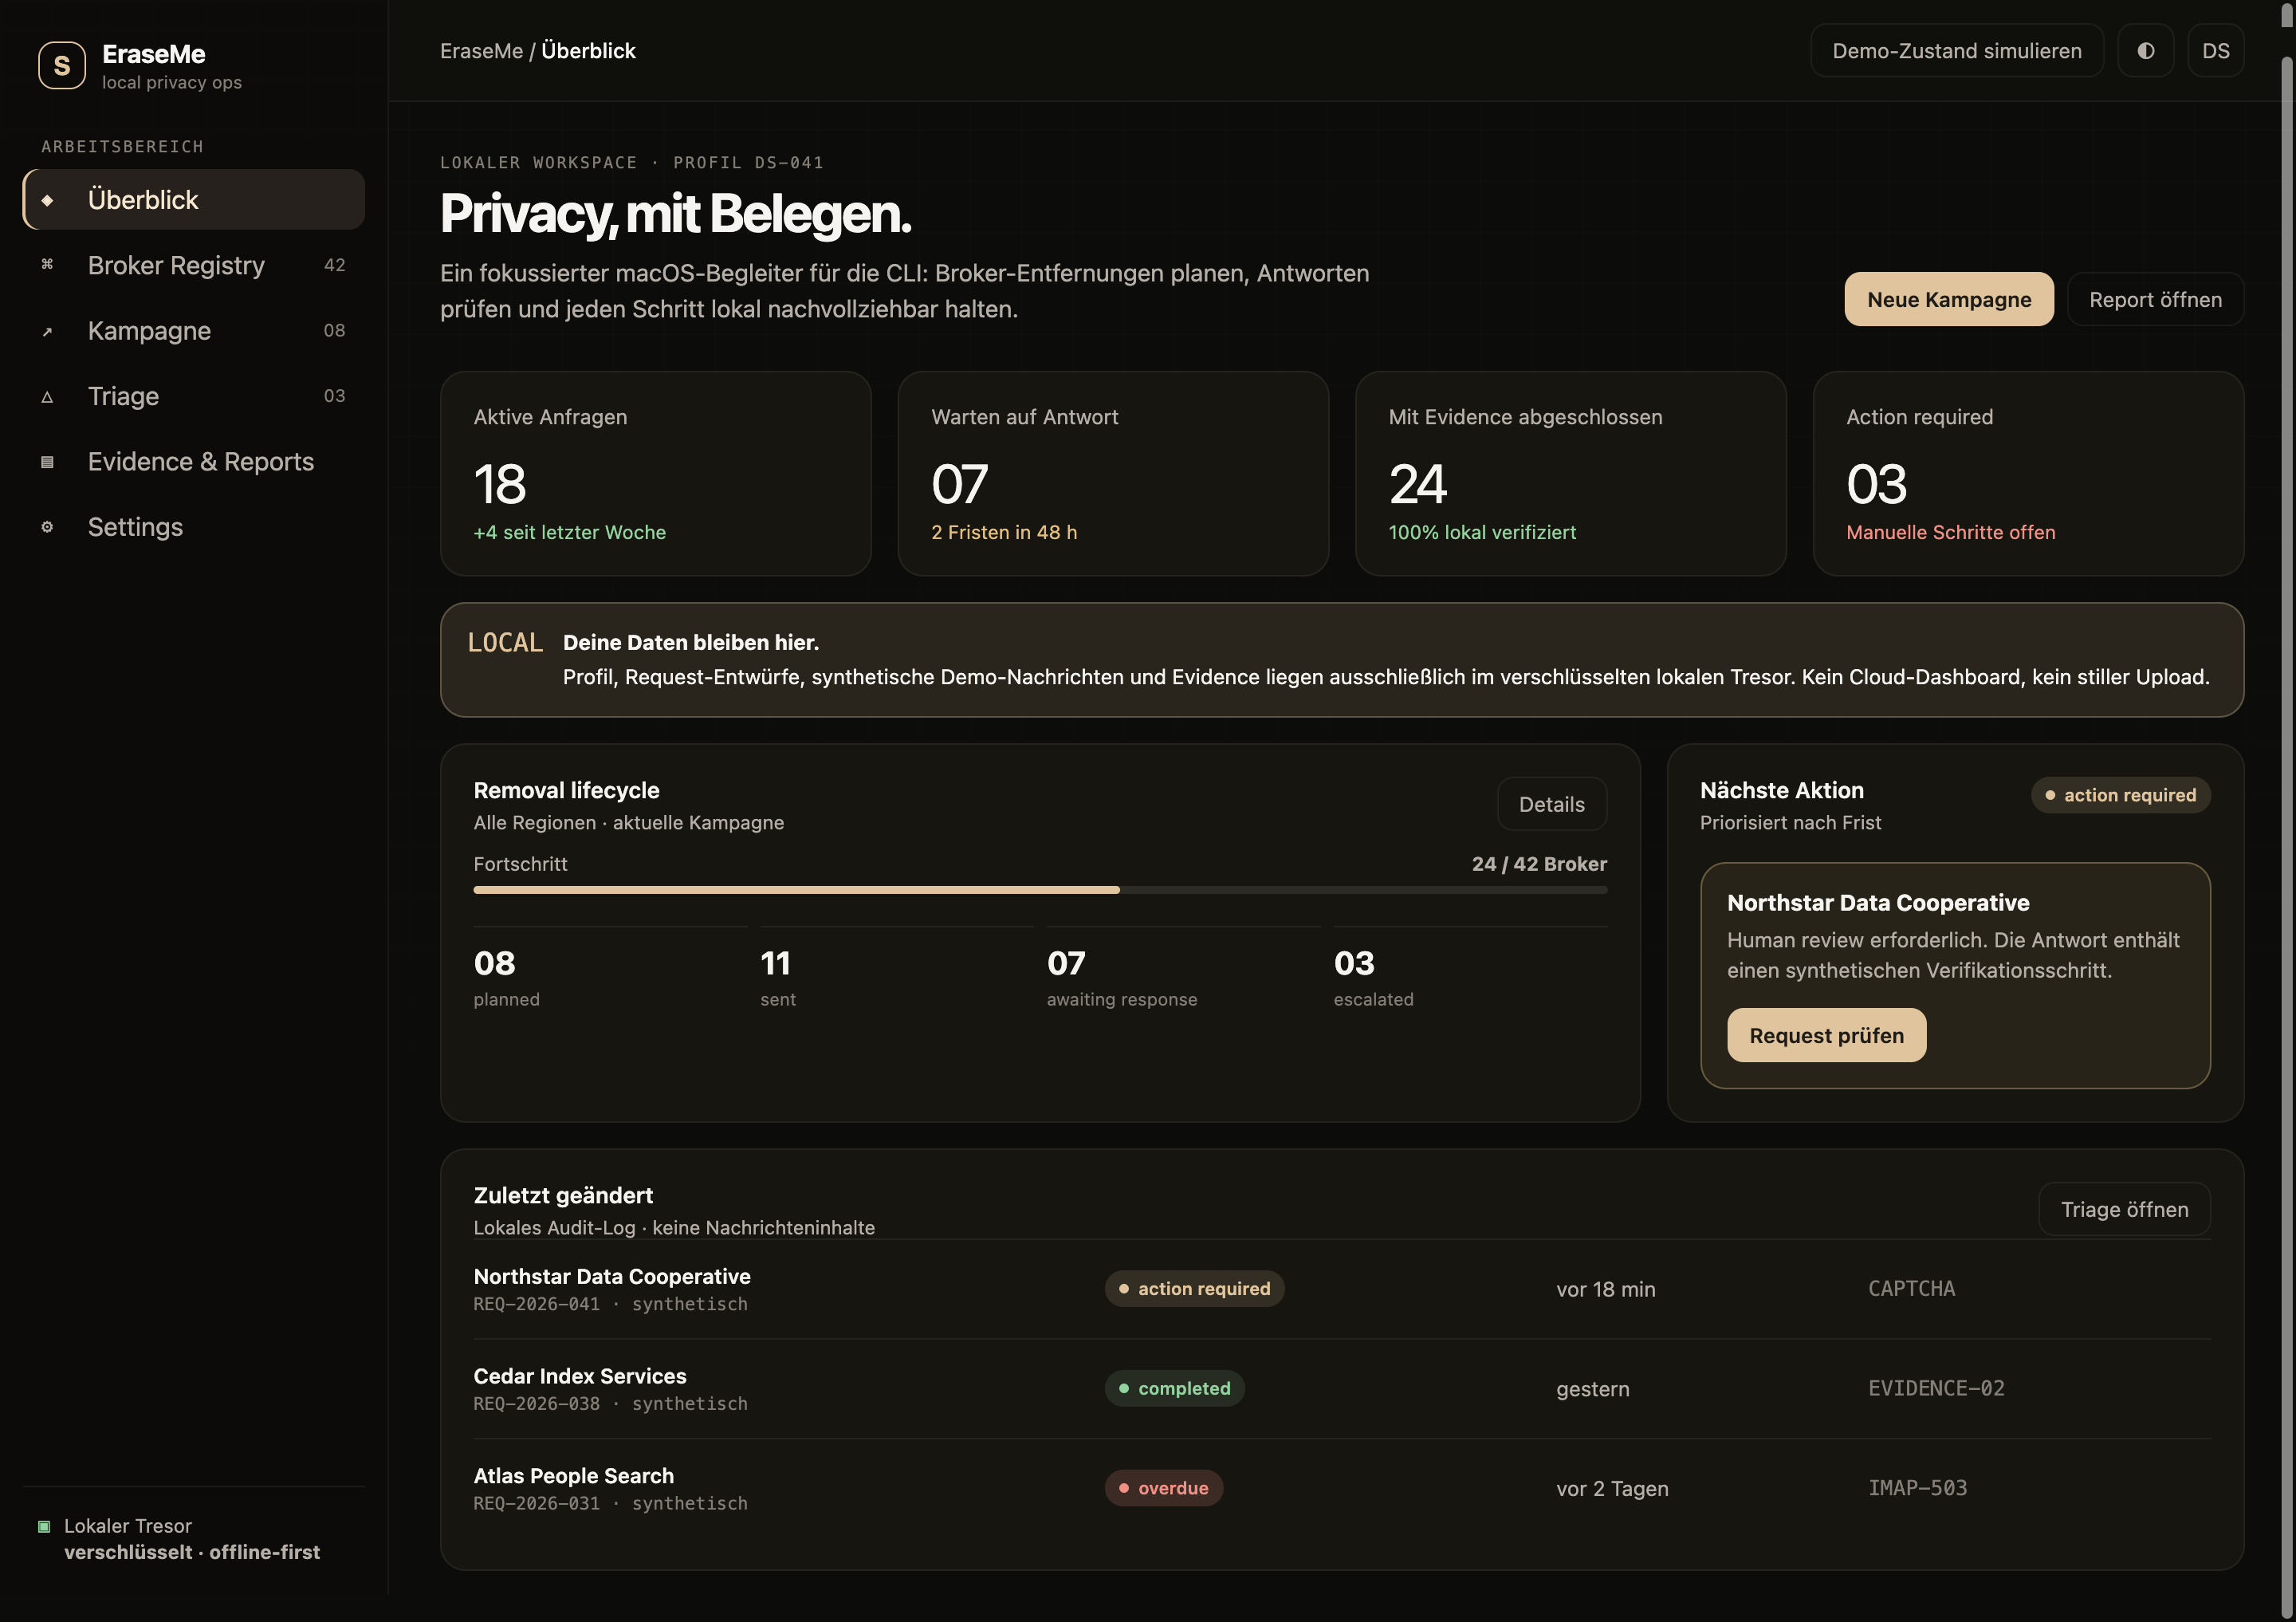 S
EraseMe
local privacy ops
ARBEITSBEREICH
Überblick
Broker Registry 42
Kampagne 08
Triage 03
Evidence & Reports
Settings
Lokaler Tresor
verschlüsselt · offline-first
EraseMe / Überblick
Demo-Zustand simulieren
DS
LOKALER WORKSPACE · PROFIL DS-041
Privacy, mit Belegen.
Ein fokussierter macOS-Begleiter für die CLI: Broker-Entfernungen planen, Antworten
prüfen und jeden Schritt lokal nachvollziehbar halten.
Neue Kampagne
Report öffnen
Aktive Anfragen
18
+4 seit letzter Woche
Warten auf Antwort
07
2 Fristen in 48 h
Mit Evidence abgeschlossen
24
100% lokal verifiziert
Action required
03
Manuelle Schritte offen
LOCAL
Deine Daten bleiben hier.
Profil, Request-Entwürfe, synthetische Demo-Nachrichten und Evidence liegen ausschließlich im verschlüsselten lokalen Tresor. Kein Cloud-Dashboard, kein stiller Upload.
Removal lifecycle
Alle Regionen · aktuelle Kampagne
Details
Fortschritt
24 / 42 Broker
08
planned
11
sent
07
awaiting response
03
escalated
Nächste Aktion
Priorisiert nach Frist
action required
Northstar Data Cooperative
Human review erforderlich. Die Antwort enthält
einen synthetischen Verifikationsschritt.
Request prüfen
Zuletzt geändert
Lokales Audit-Log · keine Nachrichteninhalte
Triage öffnen
Northstar Data Cooperative
REQ-2026-041 · synthetisch
action required
vor 18 min
CAPTCHA
Cedar Index Services
REQ-2026-038 · synthetisch
completed
gestern
EVIDENCE-02
Atlas People Search
REQ-2026-031 · synthetisch
overdue
vor 2 Tagen
IMAP-503